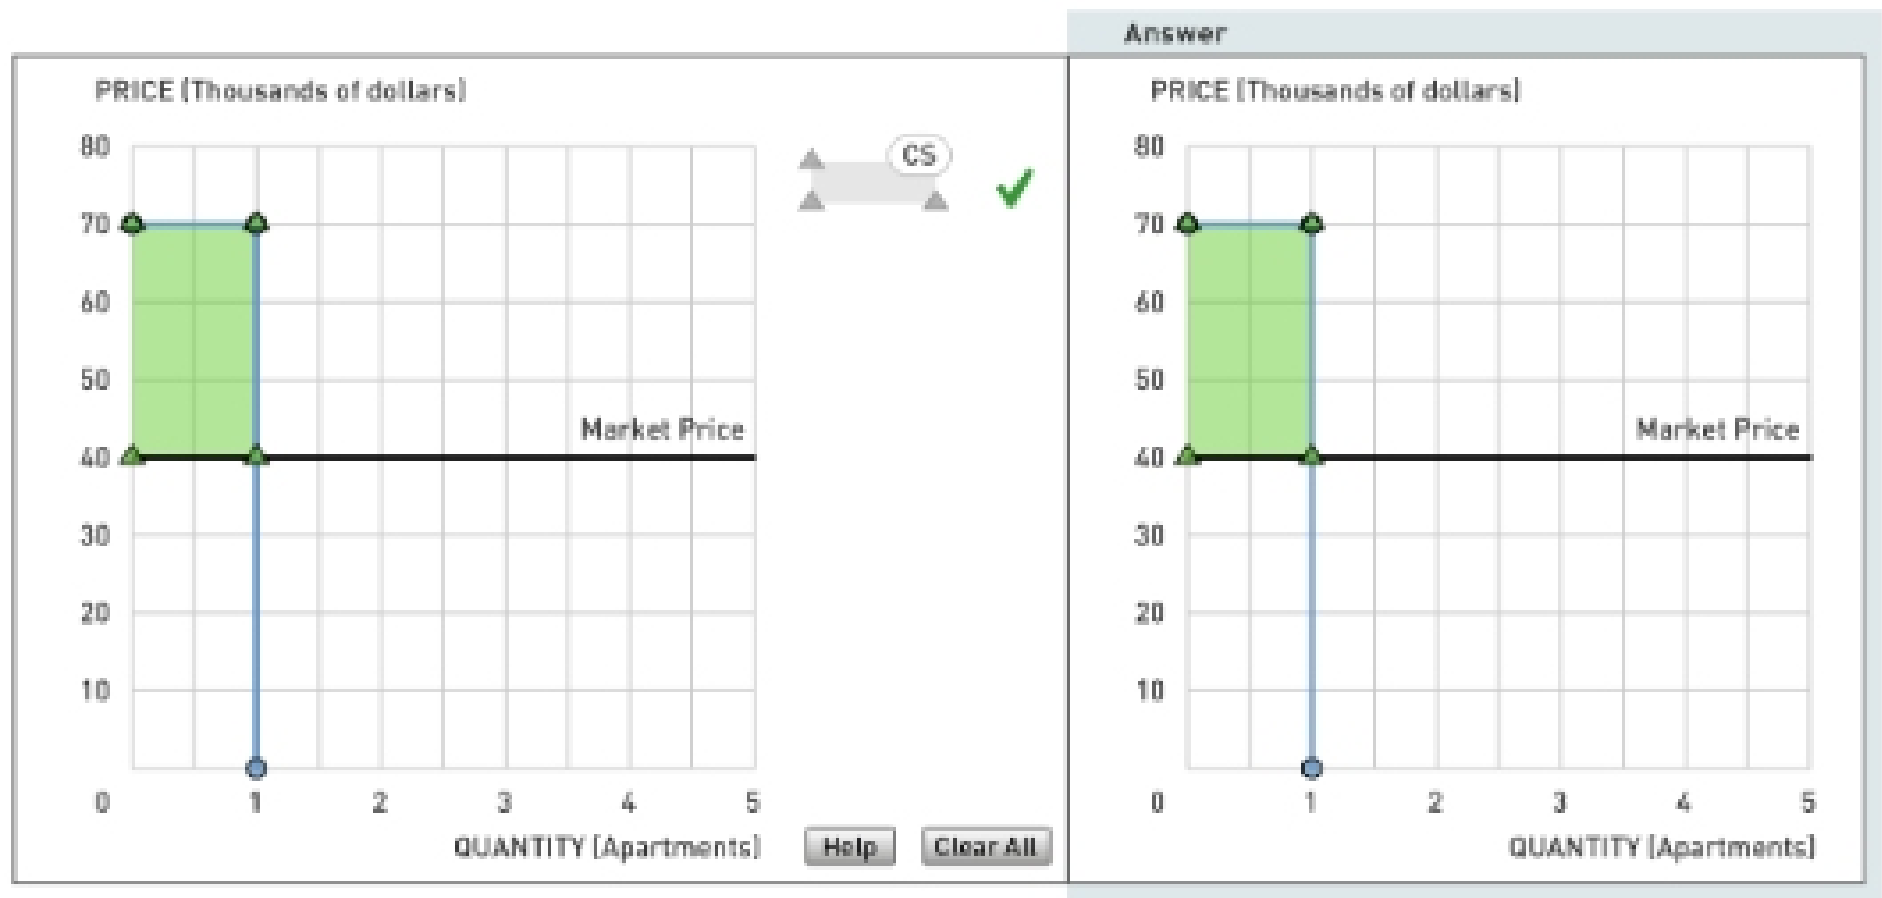 Answer
PRICE (Thousands of dollars)
80
70
60
50
40
30
20
10
0 1 2 3 4 5
Market Price
QUANTITY (Apartments)
CS
Help Clear All
PRICE (Thousands of dollars)
80
70
60
50
40
30
20
10
0 1 2 3 4 5
Market Price
QUANTITY (Apartments)